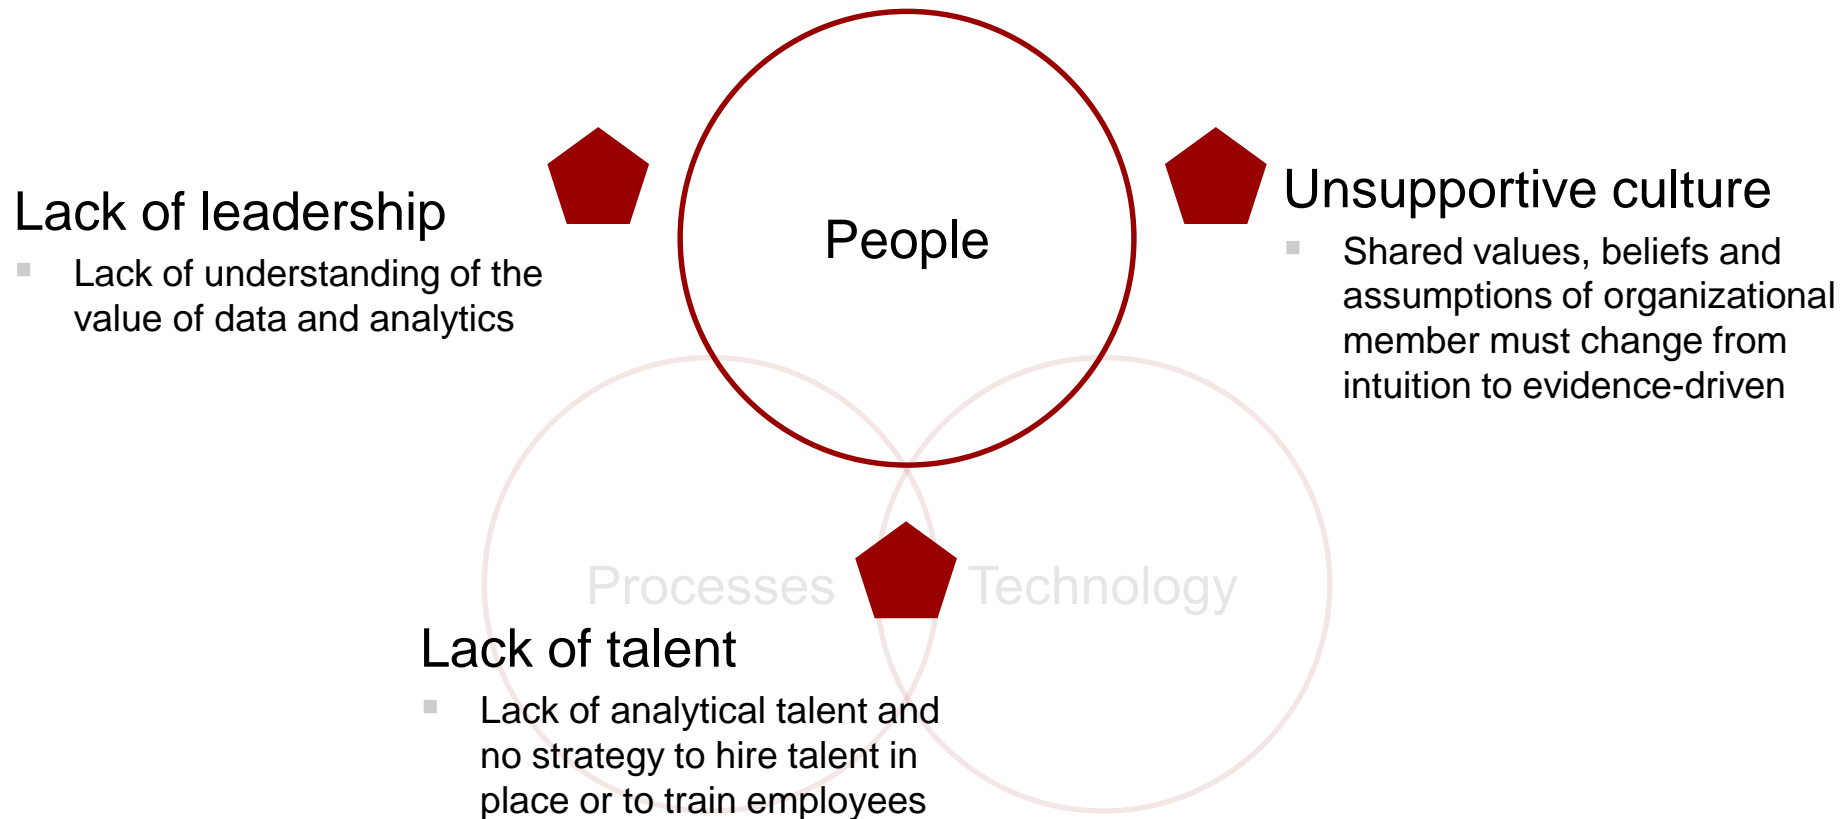 People
Lack of leadership
Lack of understanding of the
value of data and analytics
Unsupportive culture
Shared values, beliefs and
assumptions of organizational
member must change from
intuition to evidence-driven
Processes
Technology
Lack of talent
Lack of analytical talent and
no strategy to hire talent in
place or to train employees